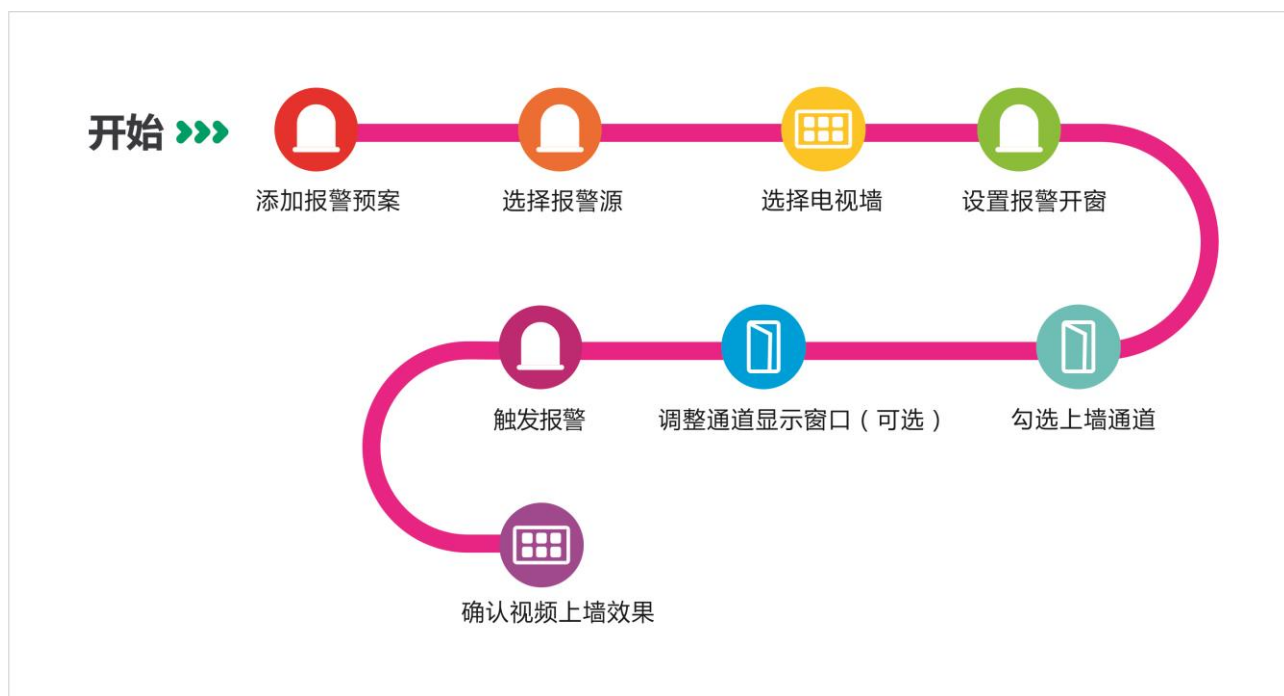 开始
添加报警预案
选择报警源
选择电视墙
设置报警开窗
勾选上墙通道
调整通道显示窗口（可选）
触发报警
确认视频上墙效果